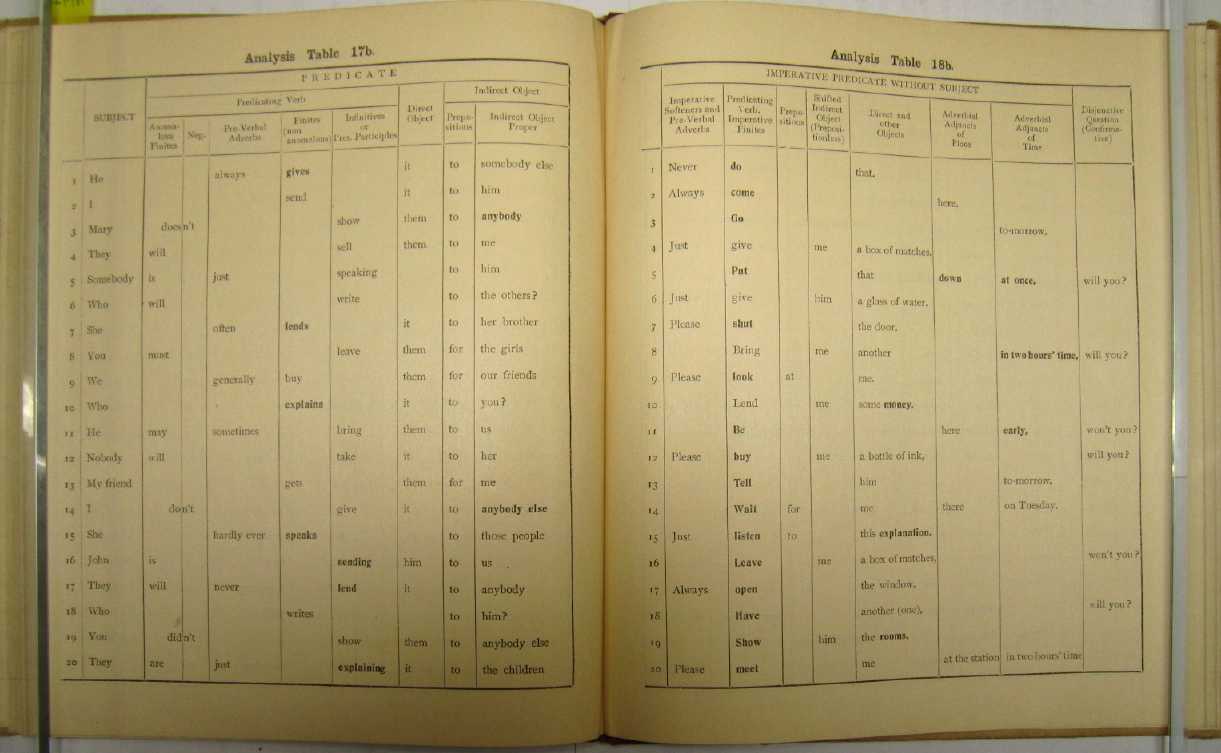 Analysis Table 17b.
PREDICATE
SUBJECT
Predicating Verb
Direct Object
Indirect Object
Anoma-lous Finites
Neg.
Pre-Verbal Adverbs
Finites (non anomalous)
Infinitives or Pres. Participles
Prepo-sitions
Indirect Object Proper
1 He always gives it to somebody else
2 I send it to him
3 Mary doesn't show them to anybody
4 They will sell them to me
5 Somebody is just speaking to him
6 Who will write to the others?
7 She often lends it to her brother
8 You must leave them for the girls
9 We generally buy them for our friends
10 Who explains it to you?
11 He may sometimes bring them to us
12 Nobody will take it to her
13 My friend gets them for me
14 I don't give it to anybody else
15 She hardly ever speaks to those people
16 John is sending him to us
17 They will never lend it to anybody
18 Who writes to him?
19 You didn't show them to anybody else
20 They are just explaining it to the children
Analysis Table 18b.
IMPERATIVE PREDICATE WITHOUT SUBJECT
Imperative Softeners and Pre-Verbal Adverbs
Predicating Verb. Imperative Finites
Prepo-sitions
Shifted Indirect Object (Preposi-tionless)
Direct and other Objects
Adverbial Adjuncts of Place
Adverbial Adjuncts of Time
Disjunctive Question (Confirma-tive)
1 Never do that.
2 Always come here.
3 Go to-morrow.
4 Just give me a box of matches.
5 Put that down at once, will you?
6 Just give him a glass of water.
7 Please shut the door.
8 Bring me another in two hours' time, will you?
9 Please look at me.
10 Lend me some money.
11 Be here early, won't you?
12 Please buy me a bottle of ink, will you?
13 Tell him to-morrow.
14 Wait for me there on Tuesday.
15 Just listen to this explanation.
16 Leave me a box of matches, won't you?
17 Always open the window.
18 Have another (one), will you?
19 Show him the rooms.
20 Please meet me at the station in two hours' time